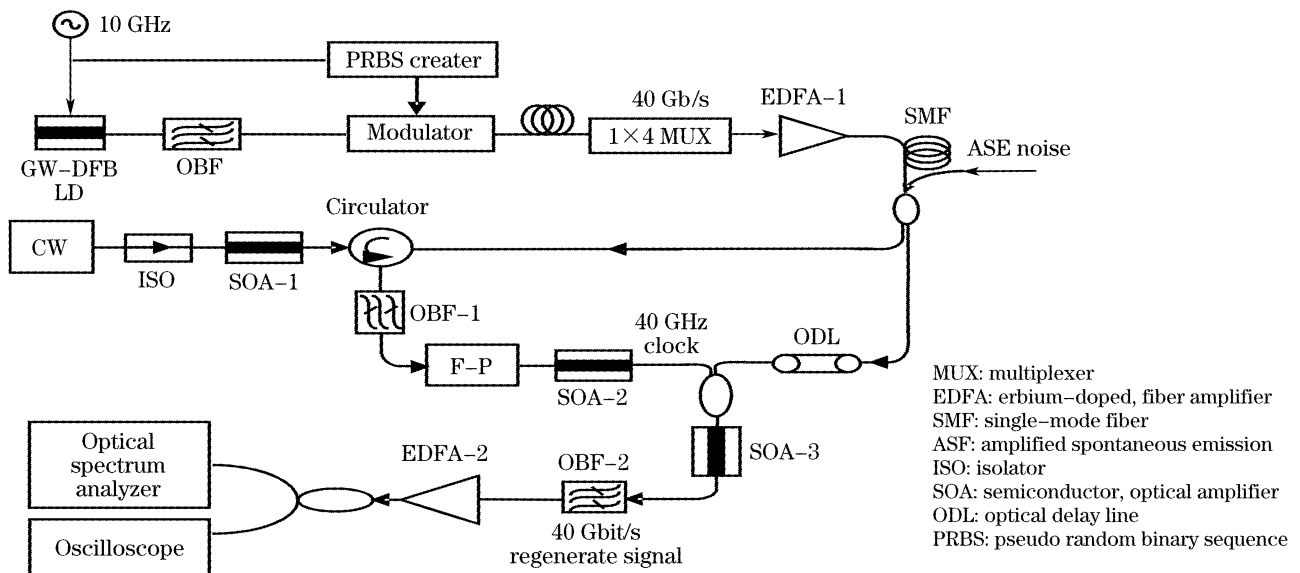 10 GHz
PRBS creater
40 Gb/s
EDFA-1
SMF
Modulator
1×4 MUX
ASE noise
GW-DFB
LD
OBF
Circulator
CW
ISO
SOA-1
OBF-1
40 GHz
clock
ODL
F-P
SOA-2
MUX: multiplexer
EDFA: erbium-doped, fiber amplifier
SMF: single-mode fiber
ASF: amplified spontaneous emission
ISO: isolator
SOA: semiconductor, optical amplifier
ODL: optical delay line
PRBS: pseudo random binary sequence
Optical
spectrum
analyzer
EDFA-2
OBF-2
SOA-3
40 Gbit/s
regenerate signal
Oscilloscope